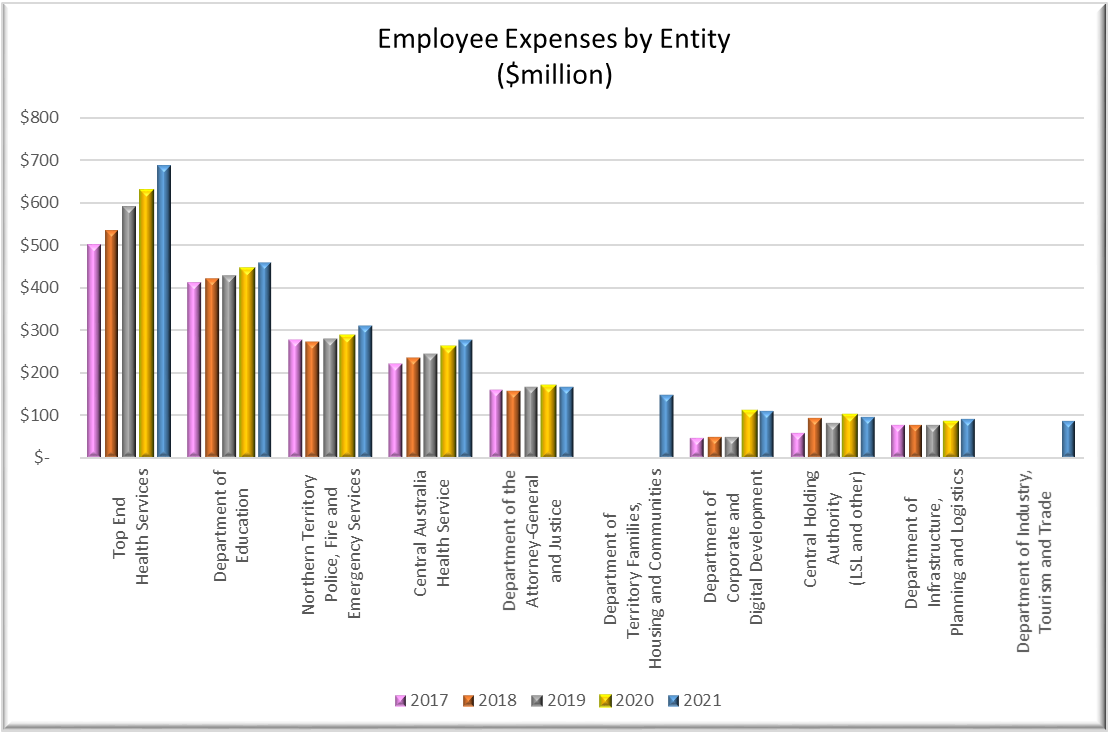 Employee Expenses by Entity
($million)
$800
$700
$600
$500
$400
$300
$200
$100
$-
Top End
Health Services
Department of
Education
Northern Territory
Police, Fire and
Emergency Services
Central Australia
Health Service
Department of the
Attorney-General
and Justice
Department of
Territory Families,
Housing and Communities
Department of
Corporate and
Digital Development
Central Holding
Authority
(LSL and other)
Department of
Infrastructure,
Planning and Logistics
Department of Industry,
Tourism and Trade
2017 2018 2019 2020 2021